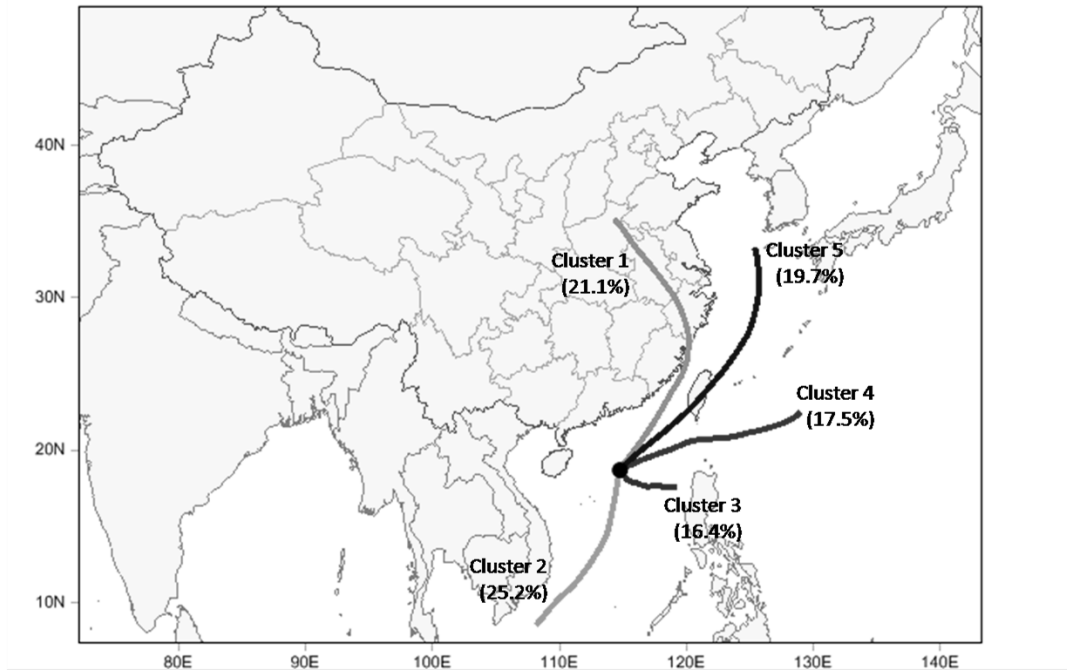 40N
30N
20N
10N
80E
90E
100E
110E
120E
130E
140E
Cluster 1
(21.1%)
Cluster 5
(19.7%)
Cluster 4
(17.5%)
Cluster 3
(16.4%)
Cluster 2
(25.2%)